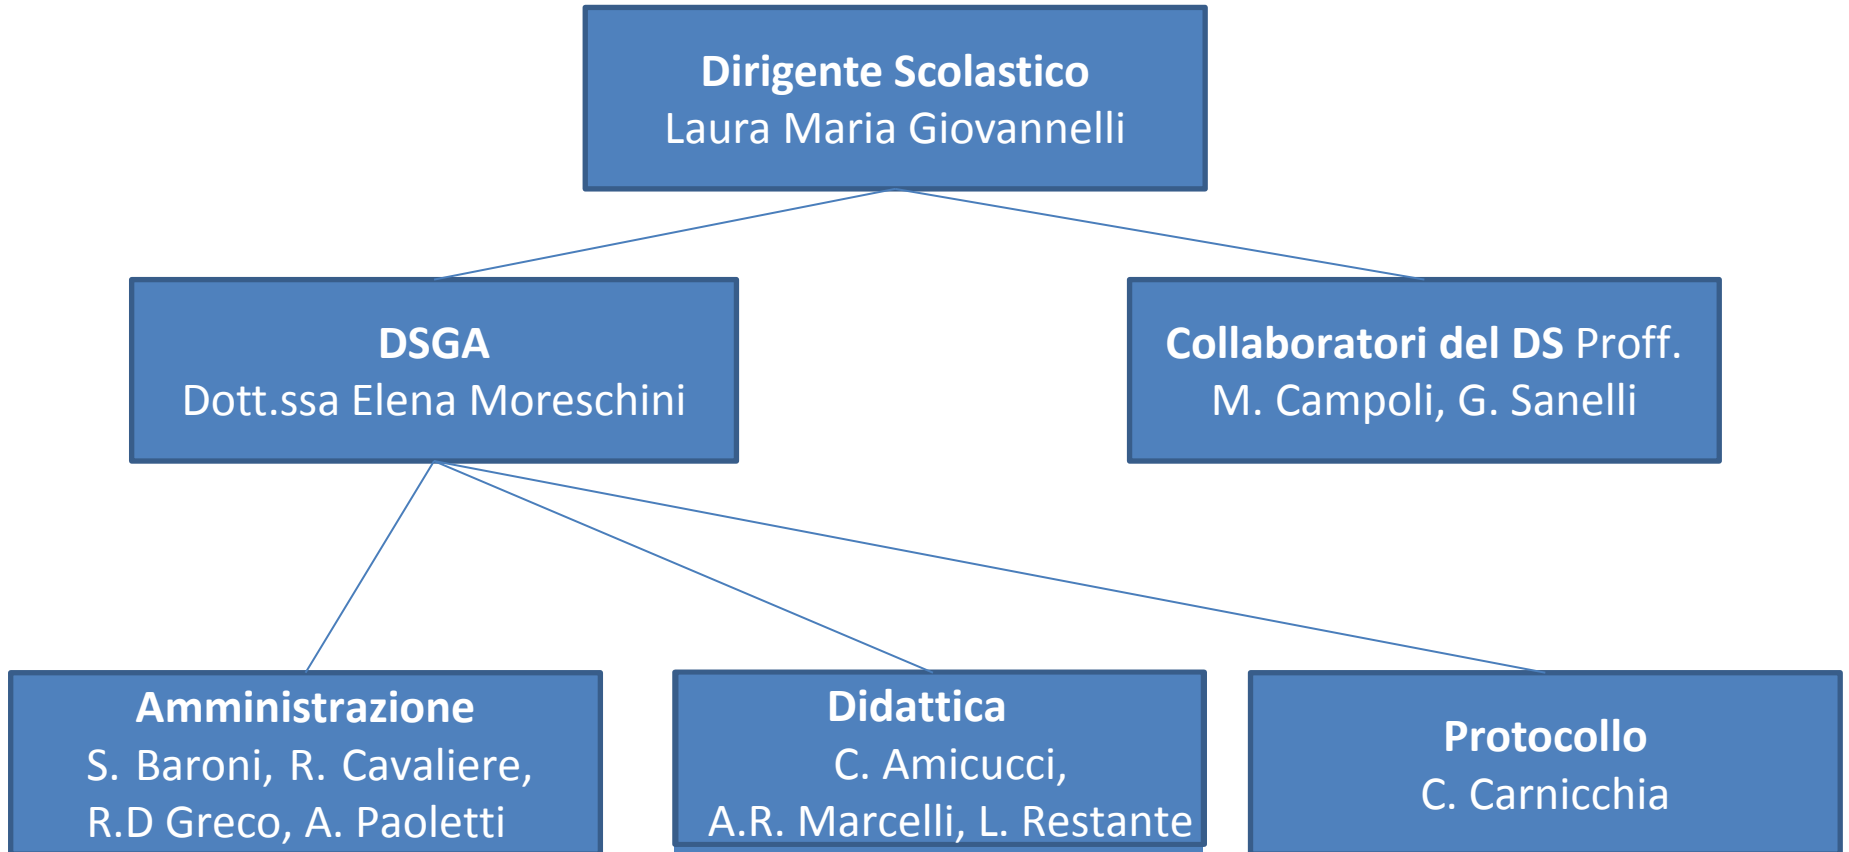 Dirigente Scolastico
Laura Maria Giovannelli
DSGA
Dott.ssa Elena Moreschini
Collaboratori del DS Proff.
M. Campoli, G. Sanelli
Amministrazione
S. Baroni, R. Cavaliere,
R.D Greco, A. Paoletti
Didattica
C. Amicucci,
A.R. Marcelli, L. Restante
Protocollo
C. Carnicchia